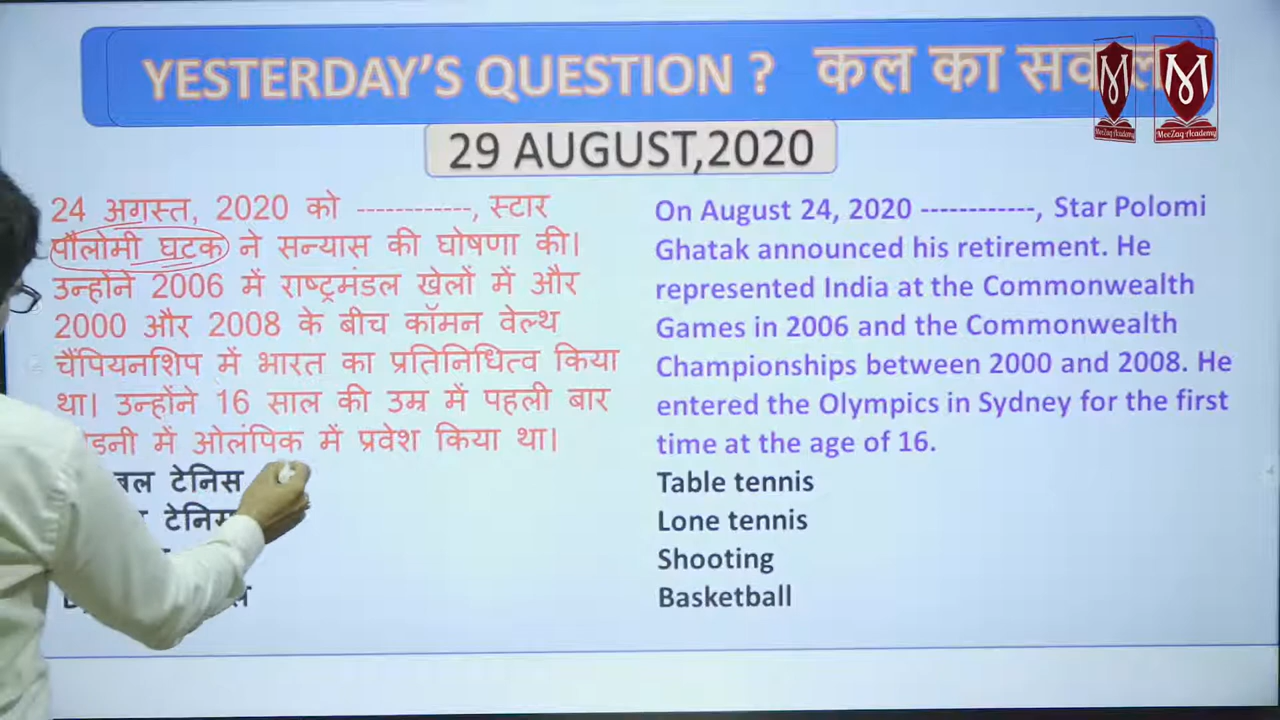 YESTERDAY'S QUESTION ? कल का
MeeZaq Academy MeeZaq Academy
29 AUGUST,2020
24 अगस्त, 2020 को ------------, स्टार
पौलोमी घटक ने सन्यास की घोषणा की।
उन्होंने 2006 में राष्ट्रमंडल खेलों में और
2000 और 2008 के बीच कॉमन वेल्थ
चैंपियनशिप में भारत का प्रतिनिधित्व किया
था। उन्होंने 16 साल की उम्र में पहली बार
में ओलंपिक में प्रवेश किया था।
टेनिस
टेनिस
On August 24, 2020 ------------, Star Polomi
Ghatak announced his retirement. He
represented India at the Commonwealth
Games in 2006 and the Commonwealth
Championships between 2000 and 2008. He
entered the Olympics in Sydney for the first
time at the age of 16.
Table tennis
Lone tennis
Shooting
Basketball